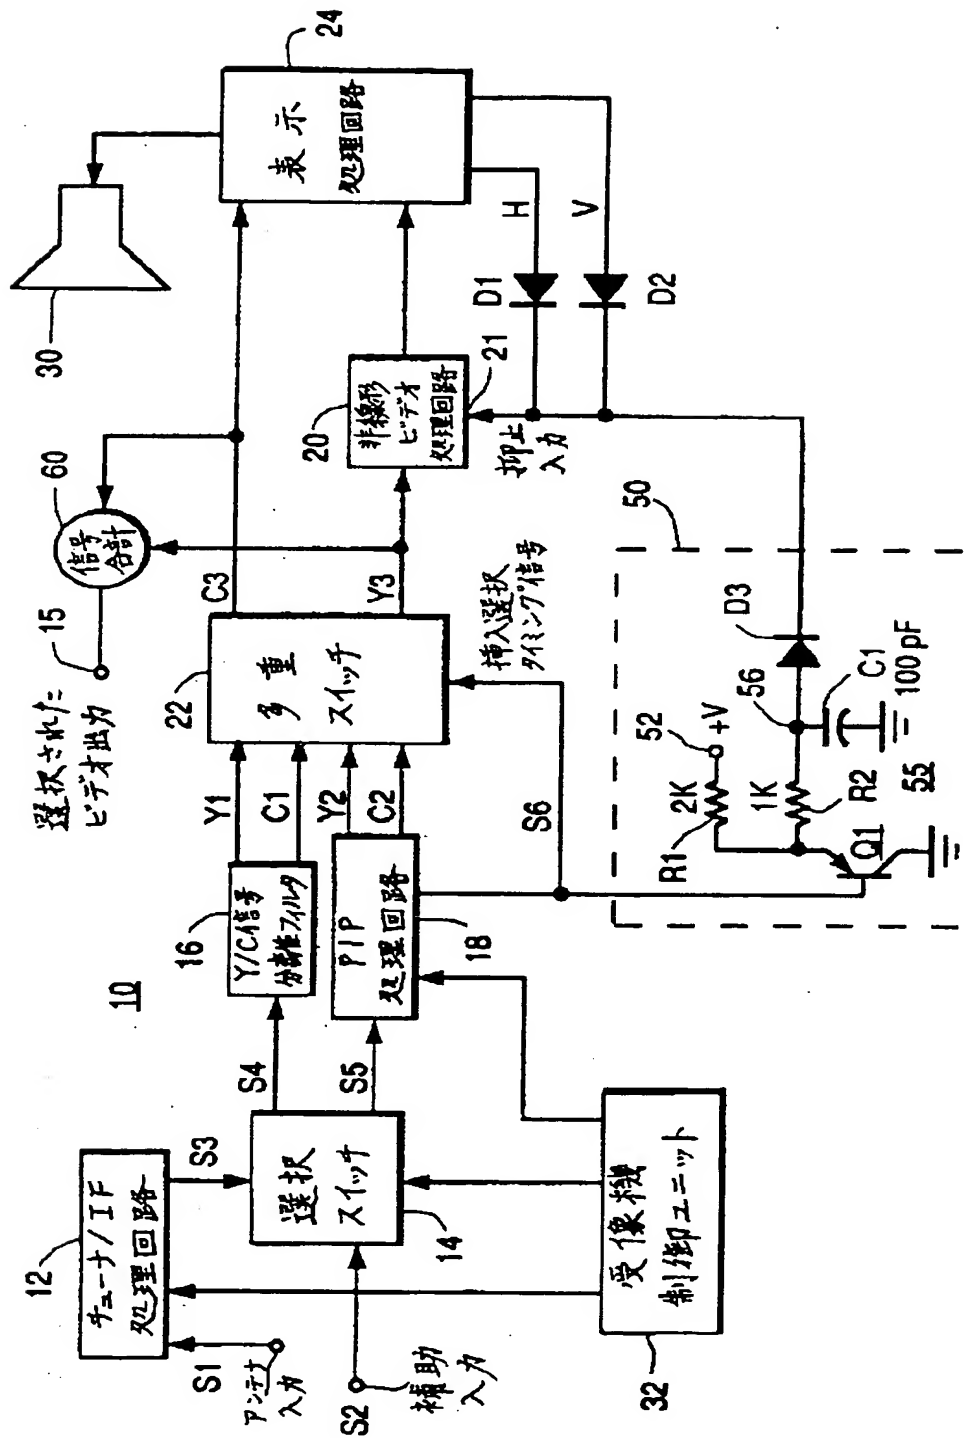 10
12
チューナ/IF
処理回路
S1
アンテナ
入力
S3
S2
補助
入力
選択
スイッチ
14
受像機
制御ユニット
32
S4
S5
16
Y/C信号
分離フィルタ
PIP
処理回路
18
Y1
C1
Y2
C2
S6
22
多重
スイッチ
C3
Y3
挿入選択
タイミング信号
選択された
ビデオ出力
15
信号
合計
60
20
非線形
ビデオ
処理回路
21
抑止
入力
30
表示
処理回路
24
H
V
D1
D2
50
52
+V
2K
R1
1K
R2
Q1
55
56
D3
C1
100pF